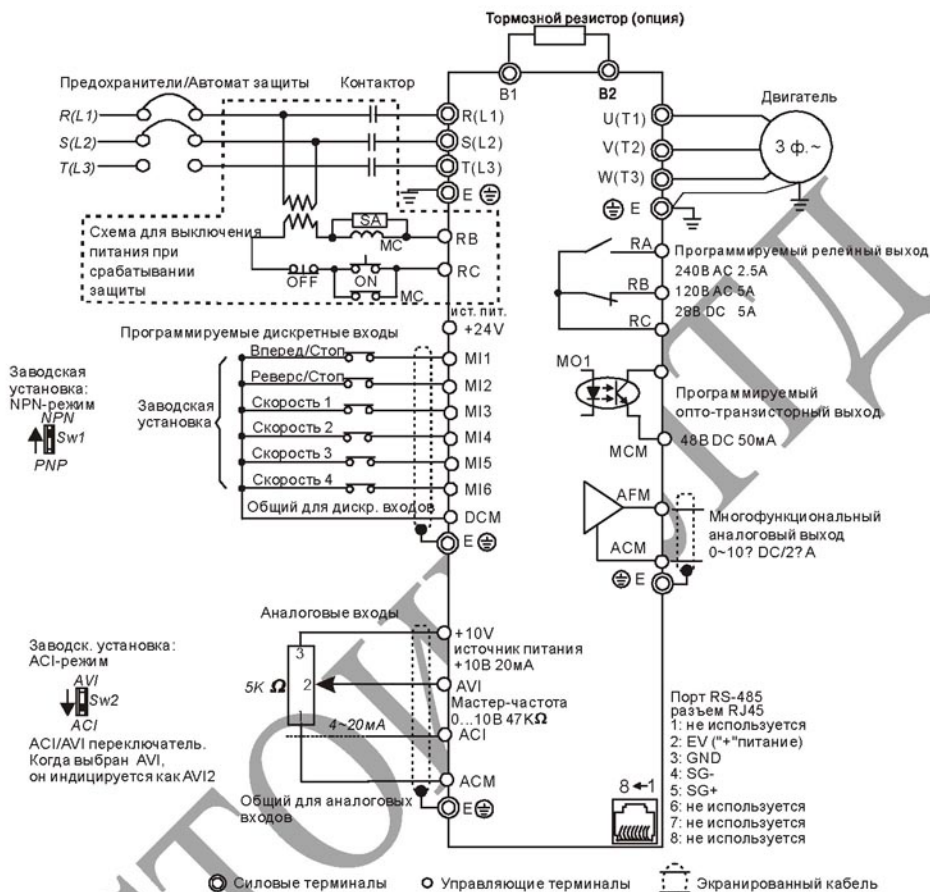 Тормозной резистор (опция)
B1
B2
Предохранители/Автомат защиты
Контактор
R(L1)
S(L2)
T(L3)
R(L1)
S(L2)
T(L3)
E
Двигатель
U(T1)
V(T2)
W(T3)
3 ф.~
E
Схема для выключения
питания при
срабатывании
защиты
SA
MC
RB
RC
OFF
ON
MC
RA
RB
RC
Программируемый релейный выход
240В AC 2.5A
120В AC 5A
28В DC 5A
ист. пит.
+24V
Программируемые дискретные входы
Вперед/Стоп
MI1
Реверс/Стоп
MI2
Скорость 1
MI3
Скорость 2
MI4
Скорость 3
MI5
Скорость 4
MI6
Общий для дискр. входов
DCM
E
Заводская
установка:
NPN-режим
NPN
Sw1
PNP
Заводская
установка
MO1
MCM
Программируемый
опто-транзисторный выход
48В DC 50мА
AFM
ACM
E
Многофункциональный
аналоговый выход
0~10? DC/2? A
Аналоговые входы
+10V
источник питания
+10В 20мА
3
2
1
5K Ω
AVI
Мастер-частота
0...10В 47KΩ
4~20мА
ACI
ACM
Общий для аналоговых
входов
E
Заводск. установка:
ACI-режим
AVI
Sw2
ACI
ACI/AVI переключатель.
Когда выбран AVI,
он индицируется как AVI2
Порт RS-485
разъем RJ45
1: не используется
2: EV ("+"питание)
3: GND
4: SG-
5: SG+
6: не используется
7: не используется
8: не используется
8←1
Силовые терминалы
Управляющие терминалы
Экранированный кабель